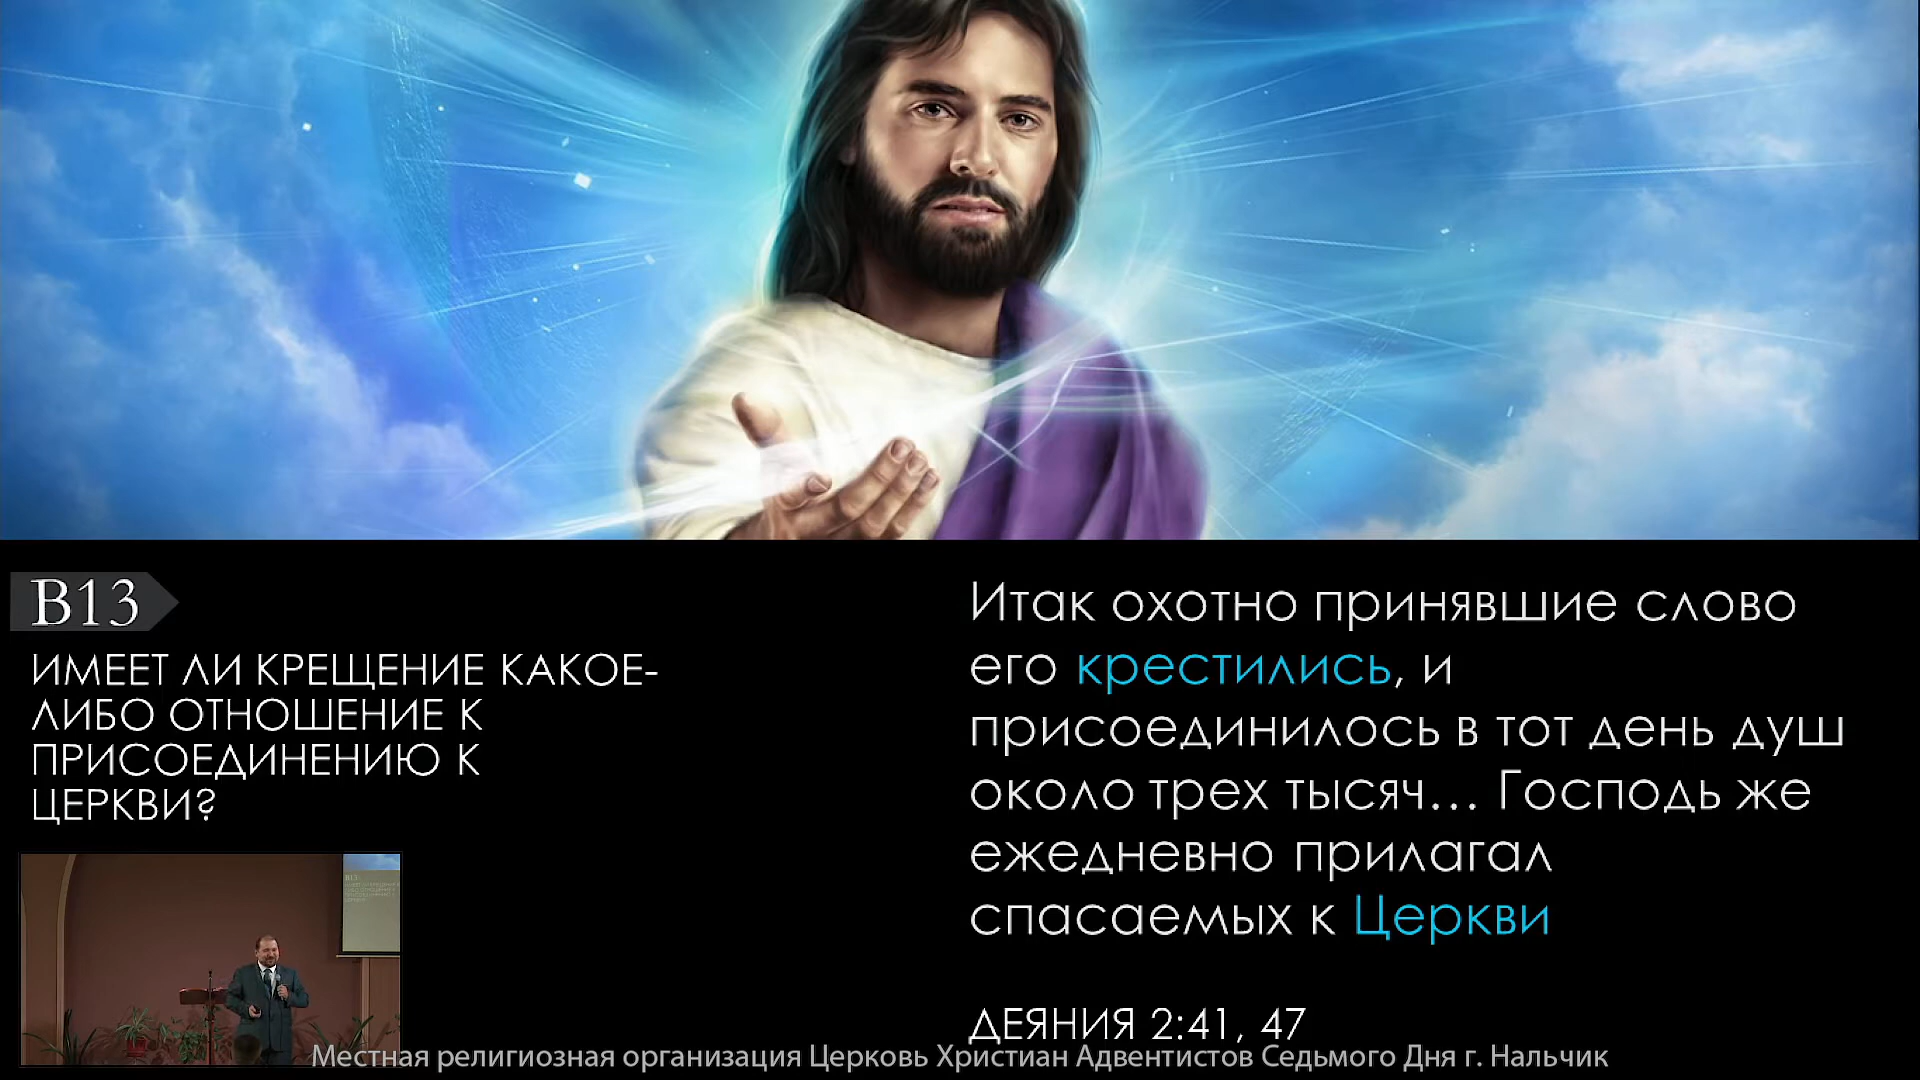 В13
ИМЕЕТ ЛИ КРЕЩЕНИЕ КАКОЕ-
ЛИБО ОТНОШЕНИЕ К
ПРИСОЕДИНЕНИЮ К
ЦЕРКВИ?
Итак охотно принявшие слово
его крестились, и
присоединилось в тот день душ
около трех тысяч... Господь же
ежедневно прилагал
спасаемых к Церкви
ДЕЯНИЯ 2:41, 47
Местная религиозная организация Церковь Христиан Адвентистов Седьмого Дня г. Нальчик